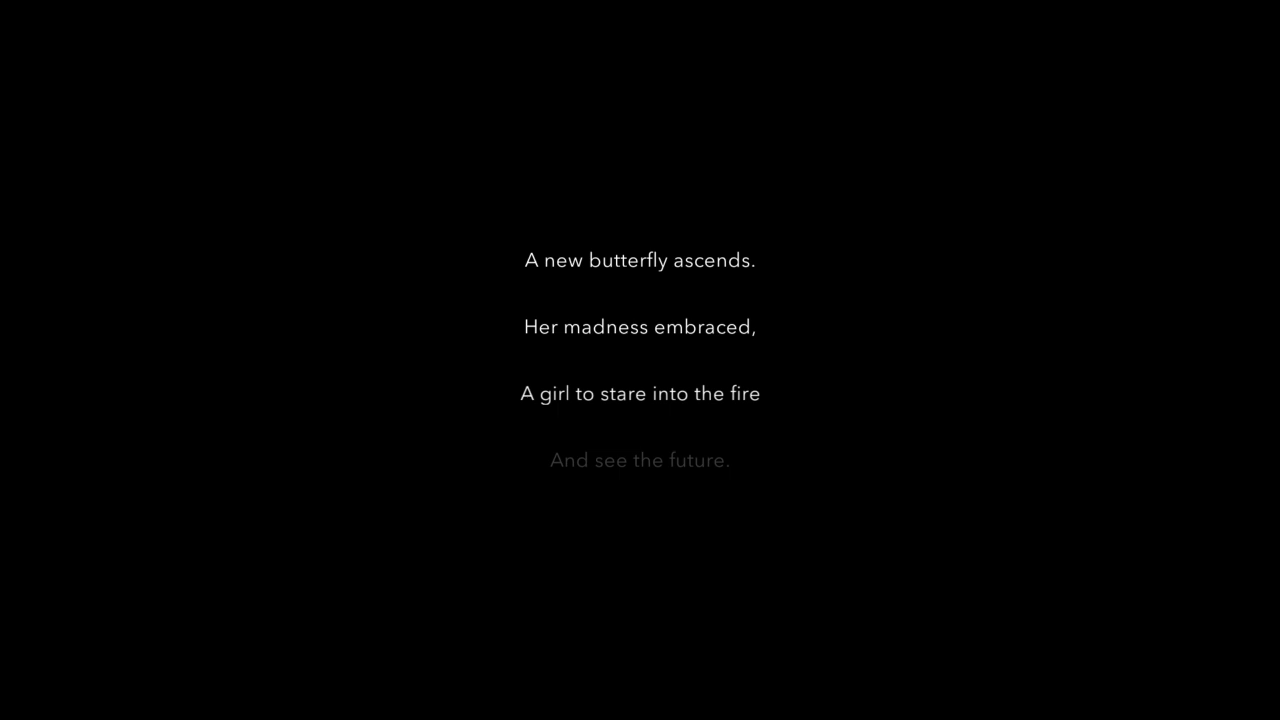 A new butterfly ascends.
Her madness embraced,
A girl to stare into the fire
And see the future.